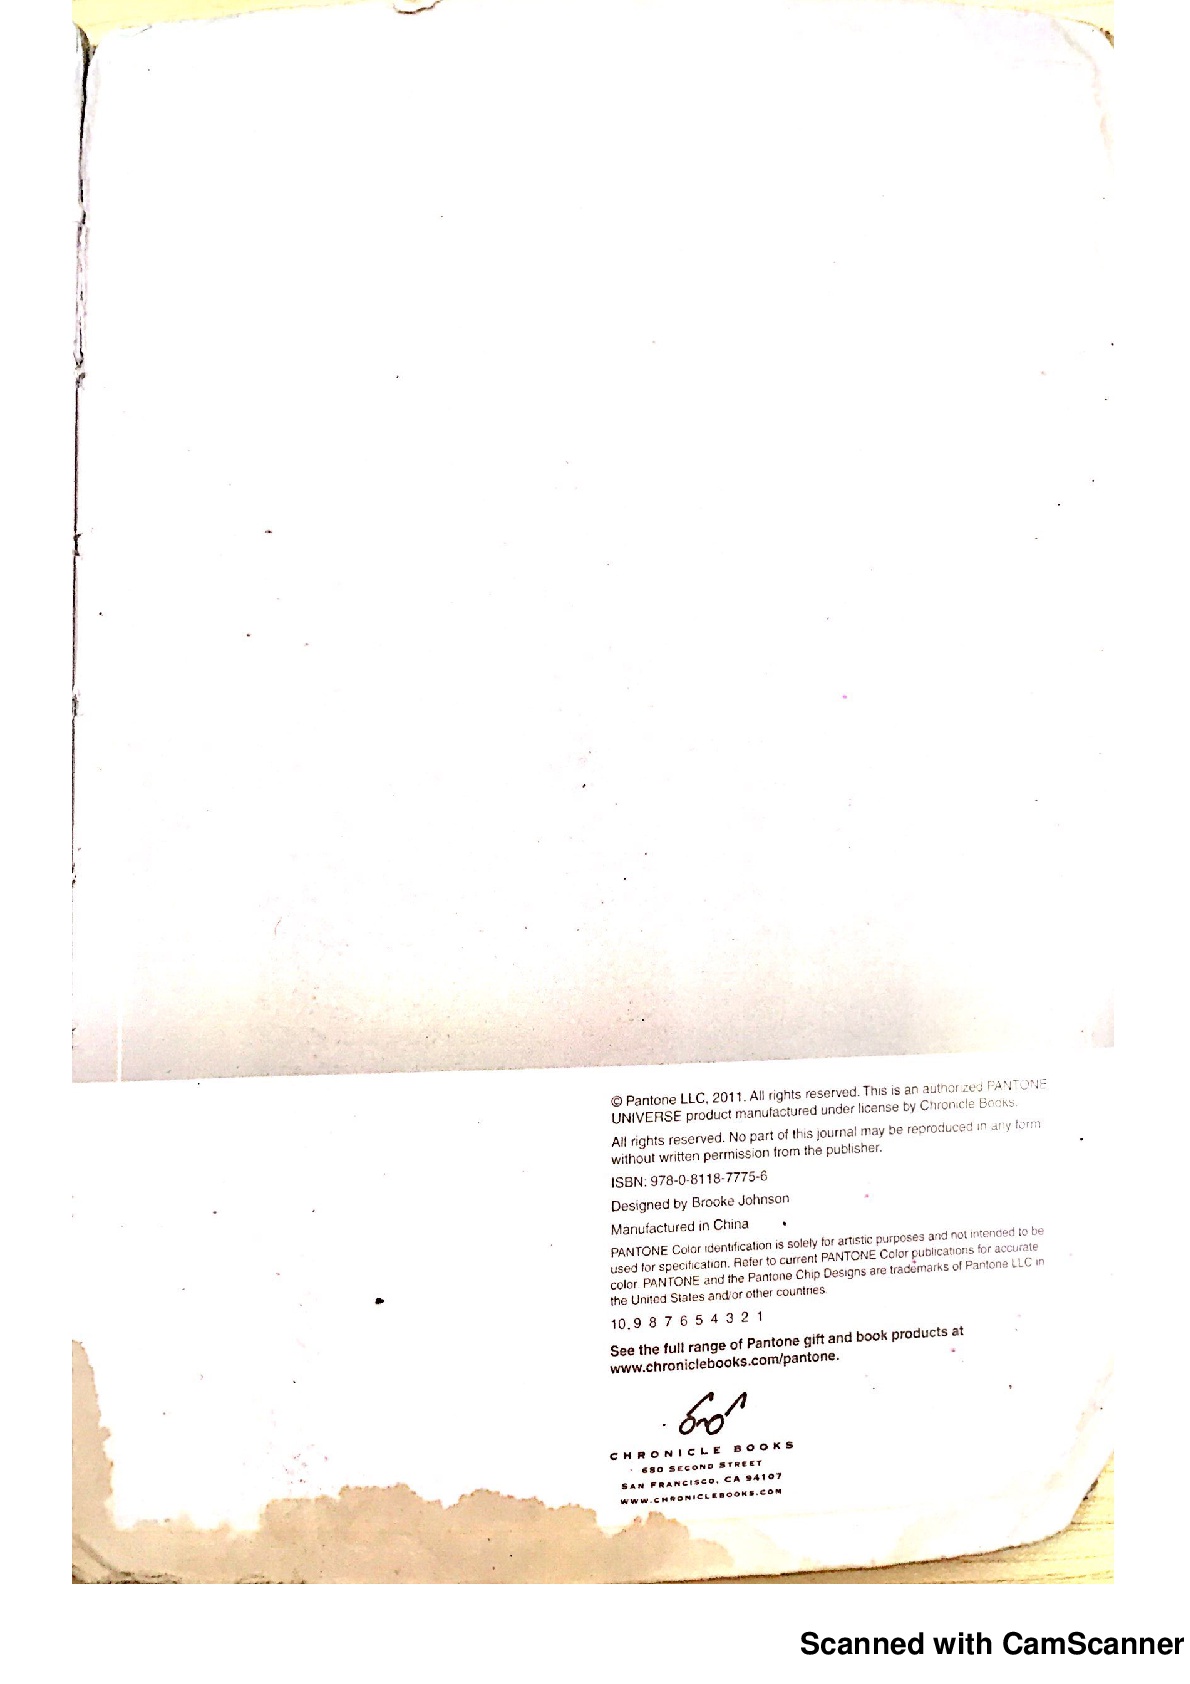 © Pantone LLC, 2011. All rights reserved. This is an authorized PANTONE
UNIVERSE product manufactured under license by Chronicle Books.
All rights reserved. No part of this journal may be reproduced in any form
without written permission from the publisher.
ISBN: 978-0-8118-7775-6
Designed by Brooke Johnson
Manufactured in China
PANTONE Color identification is solely for artistic purposes and not intended to be
used for specification. Refer to current PANTONE Color publications for accurate
color. PANTONE and the Pantone Chip Designs are trademarks of Pantone LLC in
the United States and/or other countries.
10 9 8 7 6 5 4 3 2 1
See the full range of Pantone gift and book products at
www.chroniclebooks.com/pantone.
CHRONICLE BOOKS
680 SECOND STREET
SAN FRANCISCO, CA 94107
WWW.CHRONICLEBOOKS.COM
Scanned with CamScanner